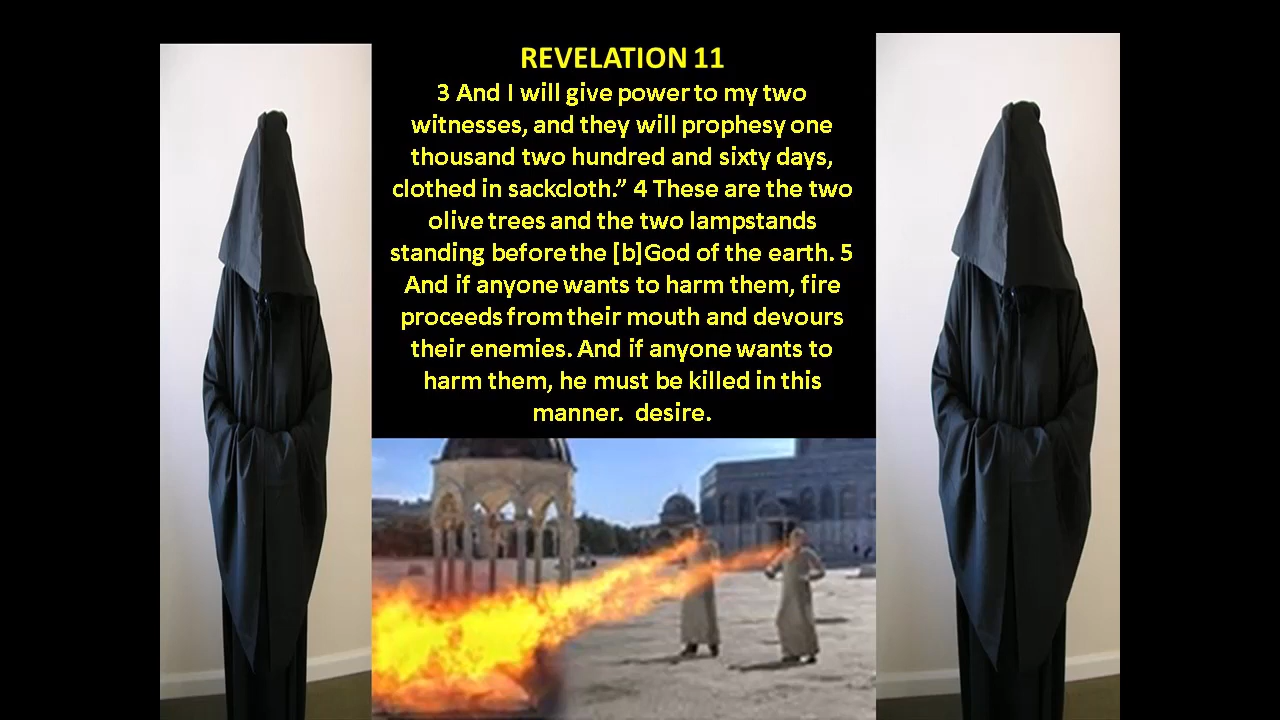 REVELATION 11
3 And I will give power to my two
witnesses, and they will prophesy one
thousand two hundred and sixty days,
clothed in sackcloth.” 4 These are the two
olive trees and the two lampstands
standing before the [b]God of the earth. 5
And if anyone wants to harm them, fire
proceeds from their mouth and devours
their enemies. And if anyone wants to
harm them, he must be killed in this
manner.  desire.